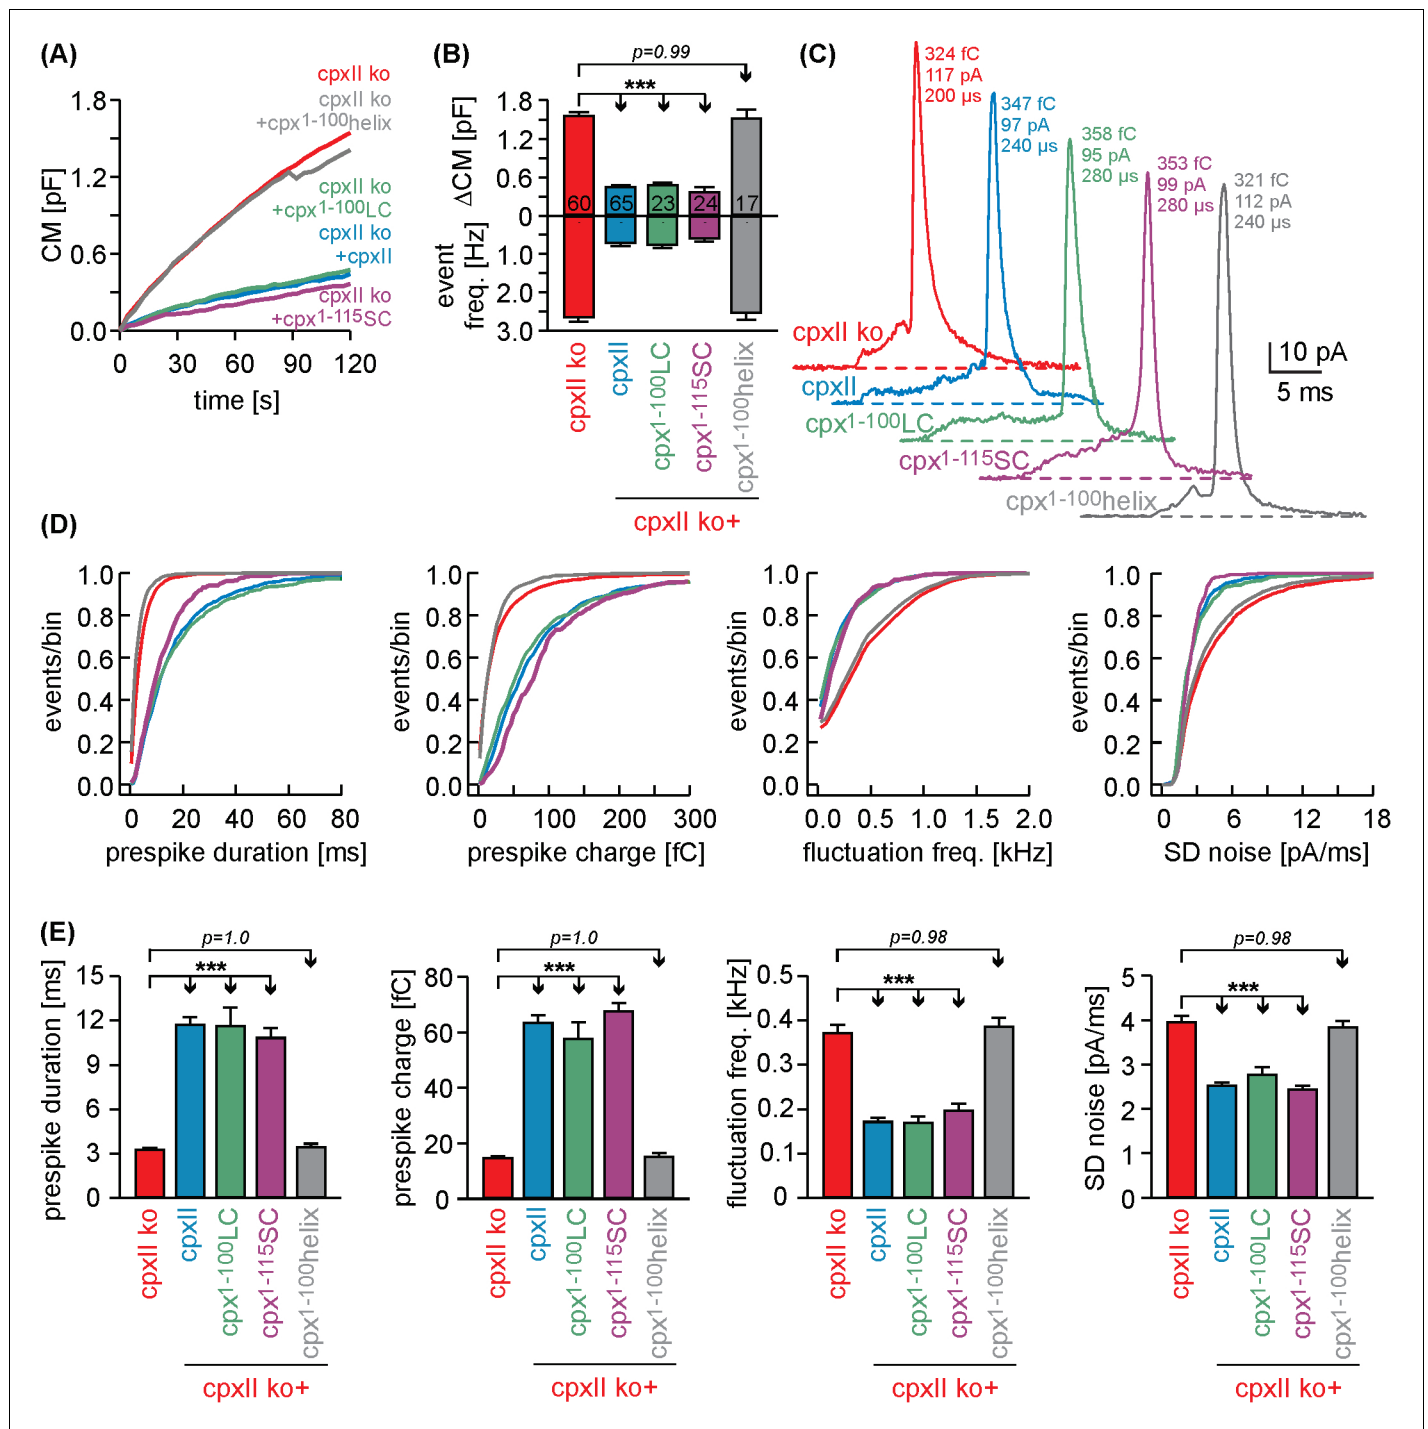 (A)
cpxII ko
cpxII ko
+cpx1-100helix
cpxII ko
+cpx1-100LC
cpxII ko
+cpxII
cpxII ko
+cpx1-115SC
CM [pF]
1.8
1.2
0.6
0.0
0 30 60 90 120
time [s]
(B)
p=0.99
***
ΔCM [pF]
1.8
1.2
0.6
0
60 65 23 24 17
event
freq. [Hz]
1.0
2.0
3.0
cpxII ko
cpxII
cpx1-100LC
cpx1-115SC
cpx1-100helix
cpxII ko+
(C)
324 fC
117 pA
200 µs
347 fC
97 pA
240 µs
358 fC
95 pA
280 µs
353 fC
99 pA
280 µs
321 fC
112 pA
240 µs
cpxII ko
cpxII
cpx1-100LC
cpx1-115SC
cpx1-100helix
10 pA
5 ms
(D)
events/bin
1.0
0.8
0.6
0.4
0.2
0.0
0 20 40 60 80
prespike duration [ms]
events/bin
1.0
0.8
0.6
0.4
0.2
0.0
0 100 200 300
prespike charge [fC]
events/bin
1.0
0.8
0.6
0.4
0.2
0.0
0.0 0.5 1.0 1.5 2.0
fluctuation freq. [kHz]
events/bin
1.0
0.8
0.6
0.4
0.2
0.0
0 6 12 18
SD noise [pA/ms]
(E)
p=1.0
***
prespike duration [ms]
15
12
9
6
3
0
cpxII ko
cpxII
cpx1-100LC
cpx1-115SC
cpx1-100helix
cpxII ko+
p=1.0
***
prespike charge [fC]
80
60
40
20
0
cpxII ko
cpxII
cpx1-100LC
cpx1-115SC
cpx1-100helix
cpxII ko+
p=0.98
***
fluctuation freq. [kHz]
0.5
0.4
0.3
0.2
0.1
0
cpxII ko
cpxII
cpx1-100LC
cpx1-115SC
cpx1-100helix
cpxII ko+
p=0.98
***
SD noise [pA/ms]
5
4
3
2
1
0
cpxII ko
cpxII
cpx1-100LC
cpx1-115SC
cpx1-100helix
cpxII ko+